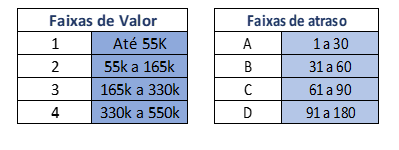 Faixas de Valor
1 Até 55K
2 55k a 165k
3 165k a 330k
4 330k a 550k
Faixas de atraso
A 1 a 30
B 31 a 60
C 61 a 90
D 91 a 180